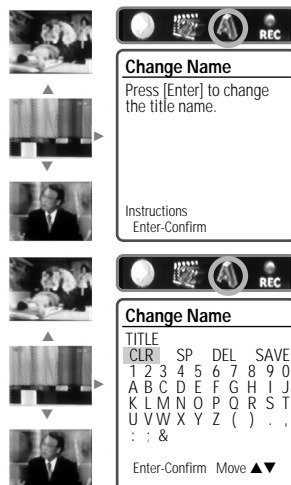 REC
Change Name
Press [Enter] to change
the title name.
Instructions
Enter-Confirm
REC
Change Name
TITLE
CLR SP DEL SAVE
1 2 3 4 5 6 7 8 9 0
A B C D E F G H I J
K L M N O P Q R S T
U V W X Y Z ( ) . ,
: ; &
Enter-Confirm Move ▲▼